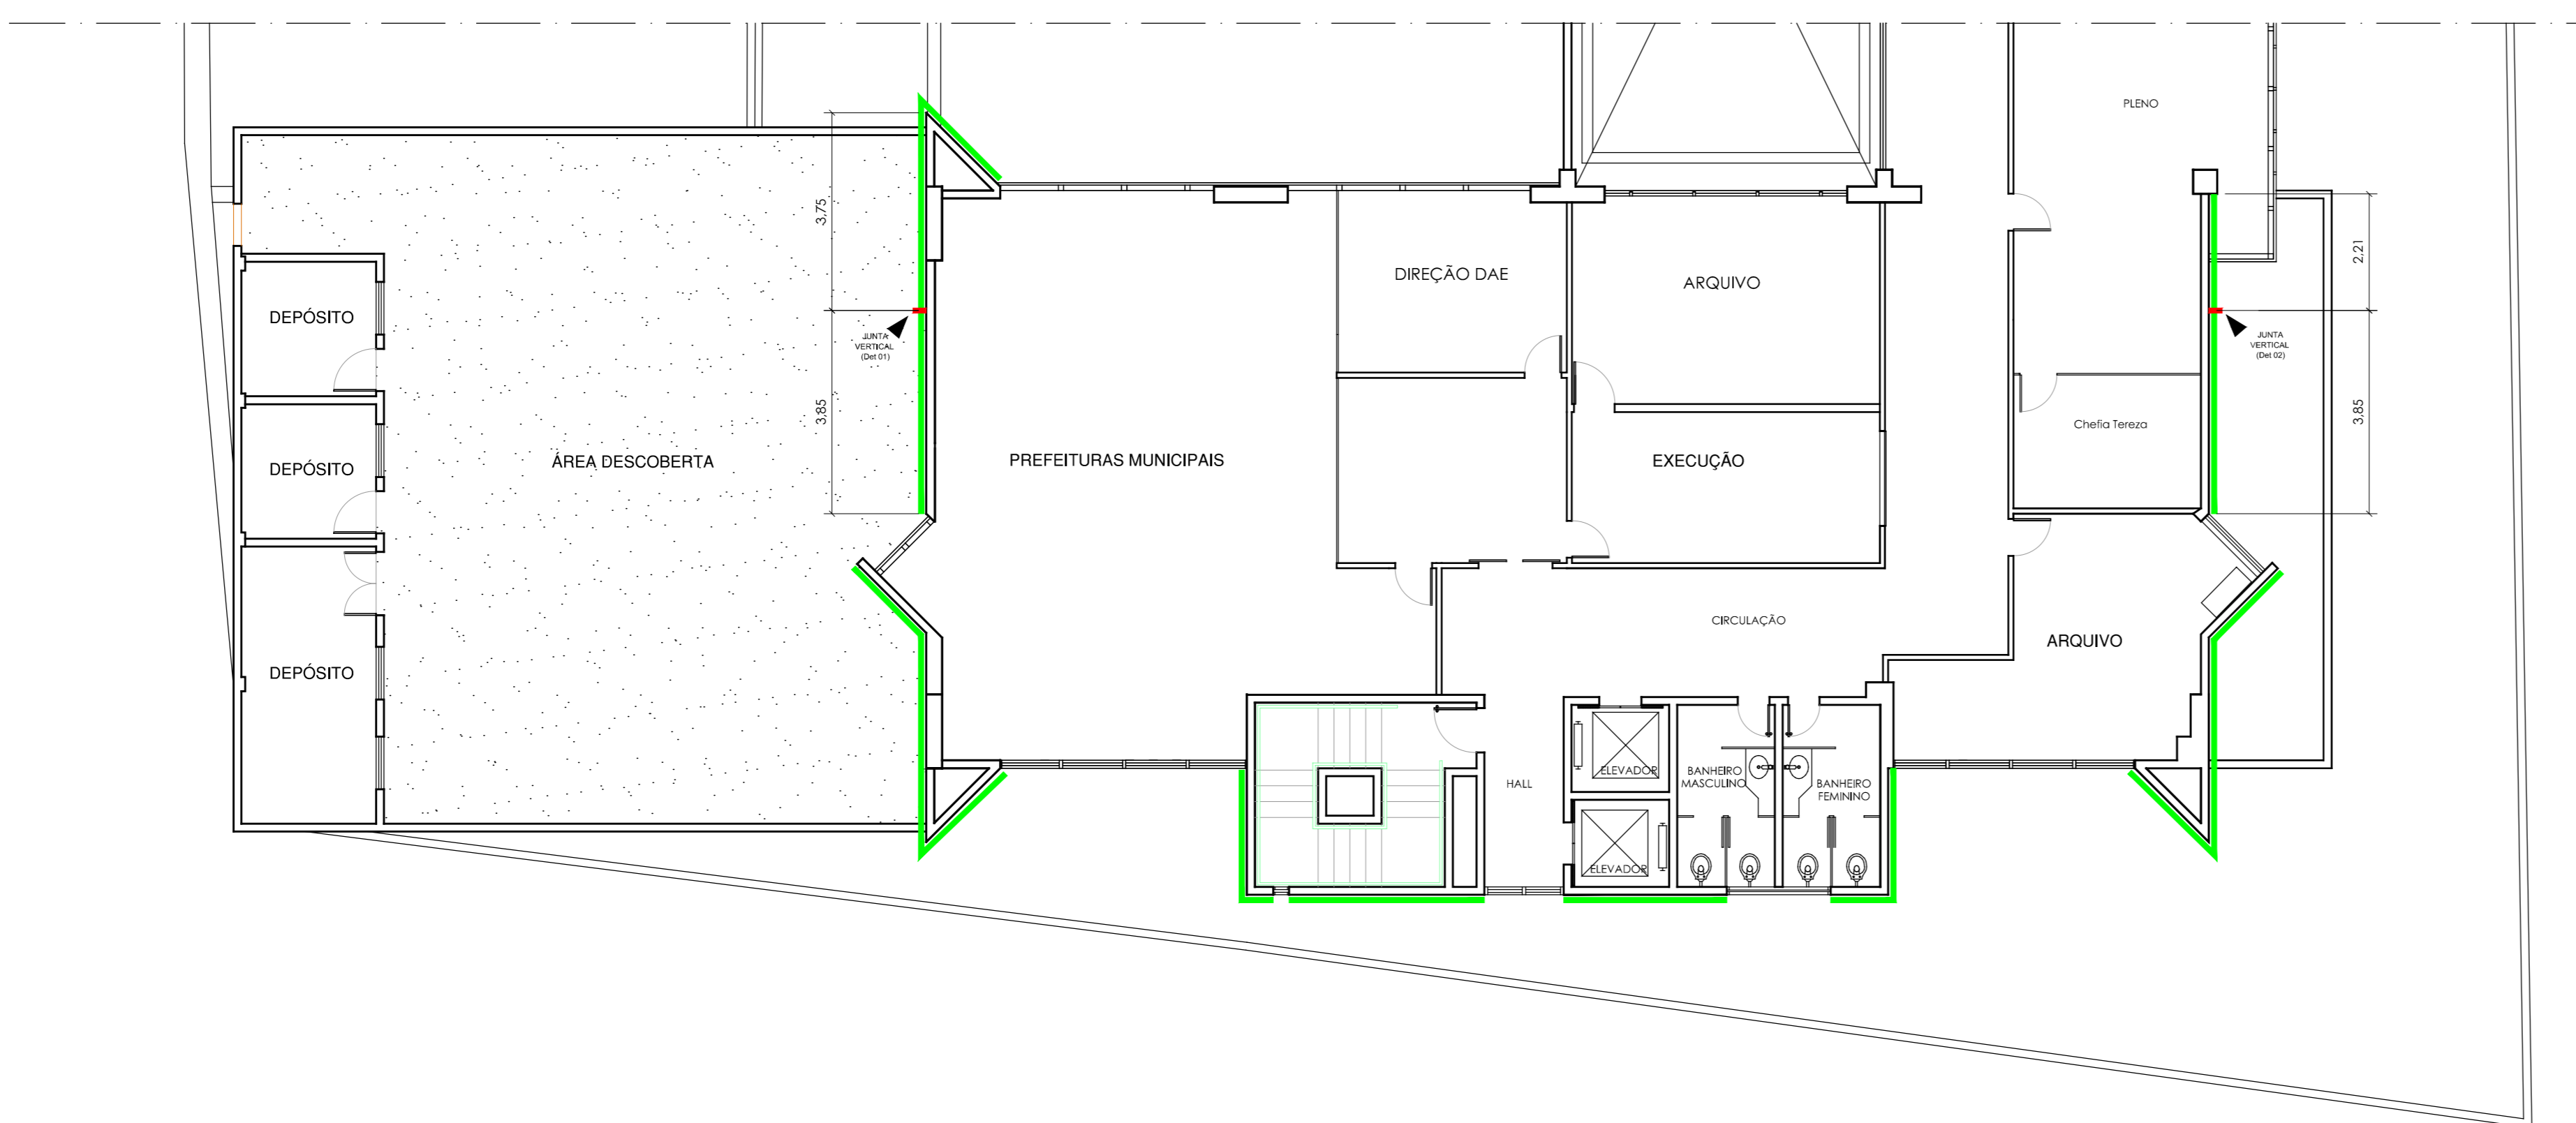 PLENO
3,75
2,21
DIREÇÃO DAE
ARQUIVO
DEPÓSITO
JUNTA
VERTICAL
(Det 01)
JUNTA
VERTICAL
(Det 02)
3,85
3,85
Chefia Tereza
DEPÓSITO
ÁREA DESCOBERTA
PREFEITURAS MUNICIPAIS
EXECUÇÃO
CIRCULAÇÃO
ARQUIVO
DEPÓSITO
ELEVADOR
HALL
BANHEIRO
MASCULINO
BANHEIRO
FEMININO
ELEVADOR